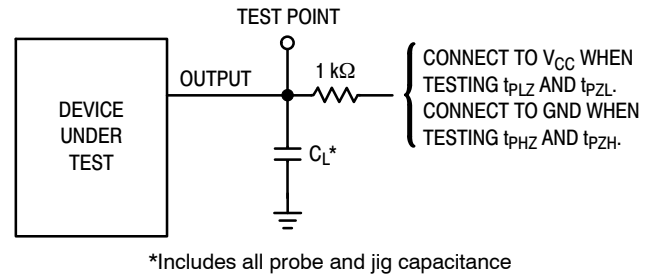 TEST POINT
DEVICE
UNDER
TEST
OUTPUT
1 kΩ
CL*
CONNECT TO VCC WHEN
TESTING tPLZ AND tPZL.
CONNECT TO GND WHEN
TESTING tPHZ AND tPZH.
*Includes all probe and jig capacitance